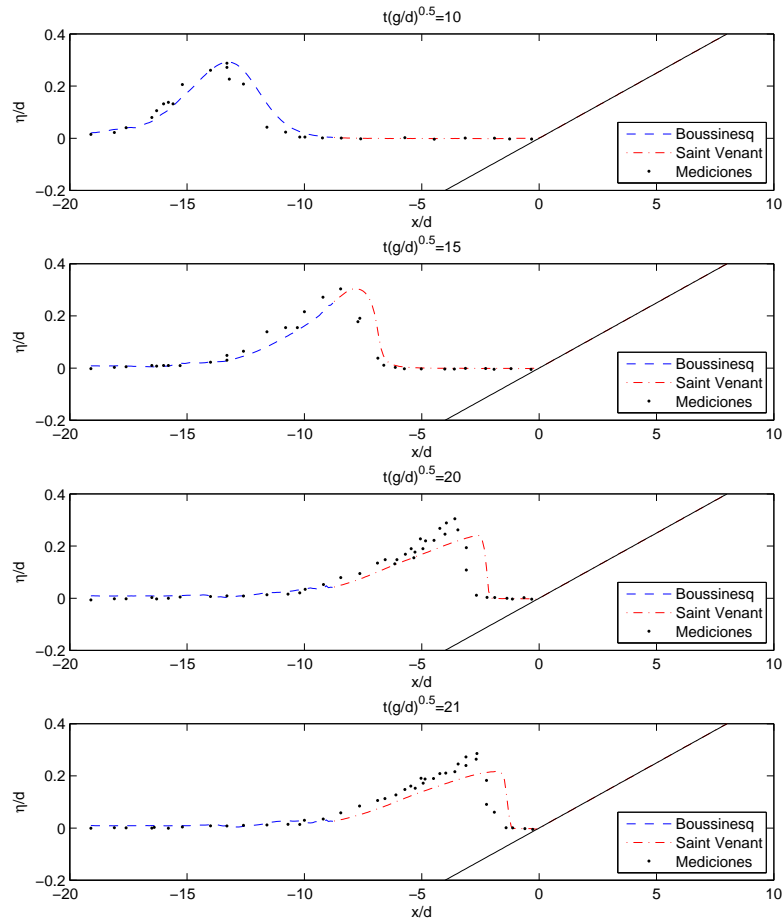 t(g/d)^0.5=10
η/d
0.4
0.2
0
−0.2
−20 −15 −10 −5 0 5 10
x/d
Boussinesq
Saint Venant
Mediciones
t(g/d)^0.5=15
η/d
0.4
0.2
0
−0.2
−20 −15 −10 −5 0 5 10
x/d
Boussinesq
Saint Venant
Mediciones
t(g/d)^0.5=20
η/d
0.4
0.2
0
−0.2
−20 −15 −10 −5 0 5 10
x/d
Boussinesq
Saint Venant
Mediciones
t(g/d)^0.5=21
η/d
0.4
0.2
0
−0.2
−20 −15 −10 −5 0 5 10
x/d
Boussinesq
Saint Venant
Mediciones